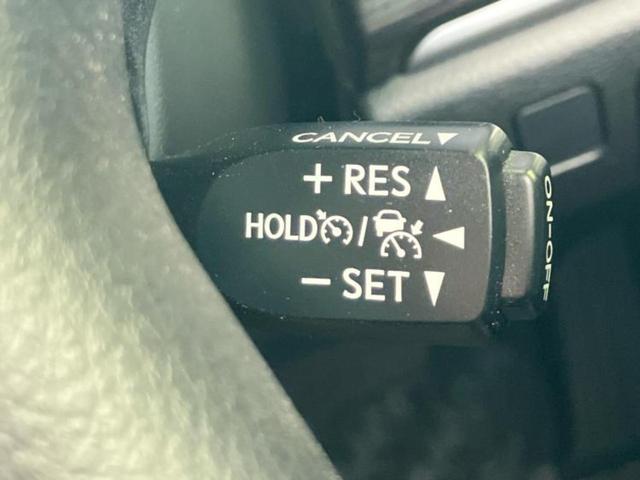 CANCEL▼
+ RES ▲
HOLD / ◄
− SET ▼
ON-OFF